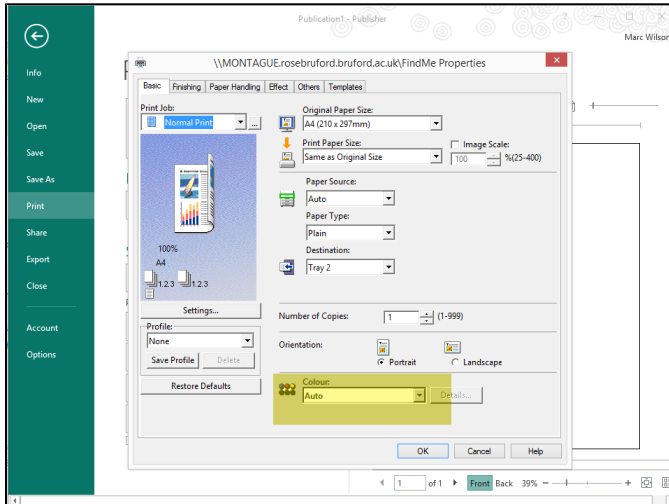 Publication1 - Publisher
Marc Wilson
Info
New
Open
Save
Save As
Print
Share
Export
Close
Account
Options
\\MONTAGUE.rosebruford.bruford.ac.uk\FindMe Properties
Basic Finishing Paper Handling Effect Others Templates
Print Job:
Normal Print ...
100%
A4
1.2.3 1.2.3
Settings...
Profile:
None
Save Profile Delete
Restore Defaults
Original Paper Size:
A4 (210 x 297mm)
Print Paper Size:
Same as Original Size
Image Scale:
100 %(25-400)
Paper Source:
Auto
Paper Type:
Plain
Destination:
Tray 2
Number of Copies: 1 (1-999)
Orientation:
Portrait Landscape
Colour:
Auto Details...
OK Cancel Help
1 of 1 Front Back 39%